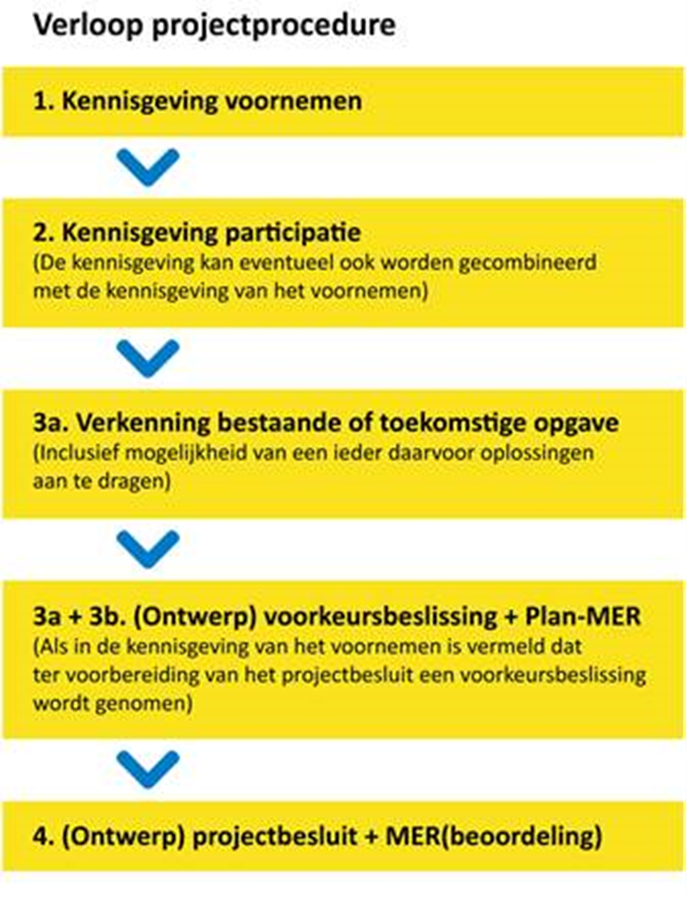 Verloop projectprocedure
1. Kennisgeving voornemen
2. Kennisgeving participatie
(De kennisgeving kan eventueel ook worden gecombineerd
met de kennisgeving van het voornemen)
3a. Verkenning bestaande of toekomstige opgave
(Inclusief mogelijkheid van een ieder daarvoor oplossingen
aan te dragen)
3a + 3b. (Ontwerp) voorkeursbeslissing + Plan-MER
(Als in de kennisgeving van het voornemen is vermeld dat
ter voorbereiding van het projectbesluit een voorkeursbeslissing
wordt genomen)
4. (Ontwerp) projectbesluit + MER(beoordeling)